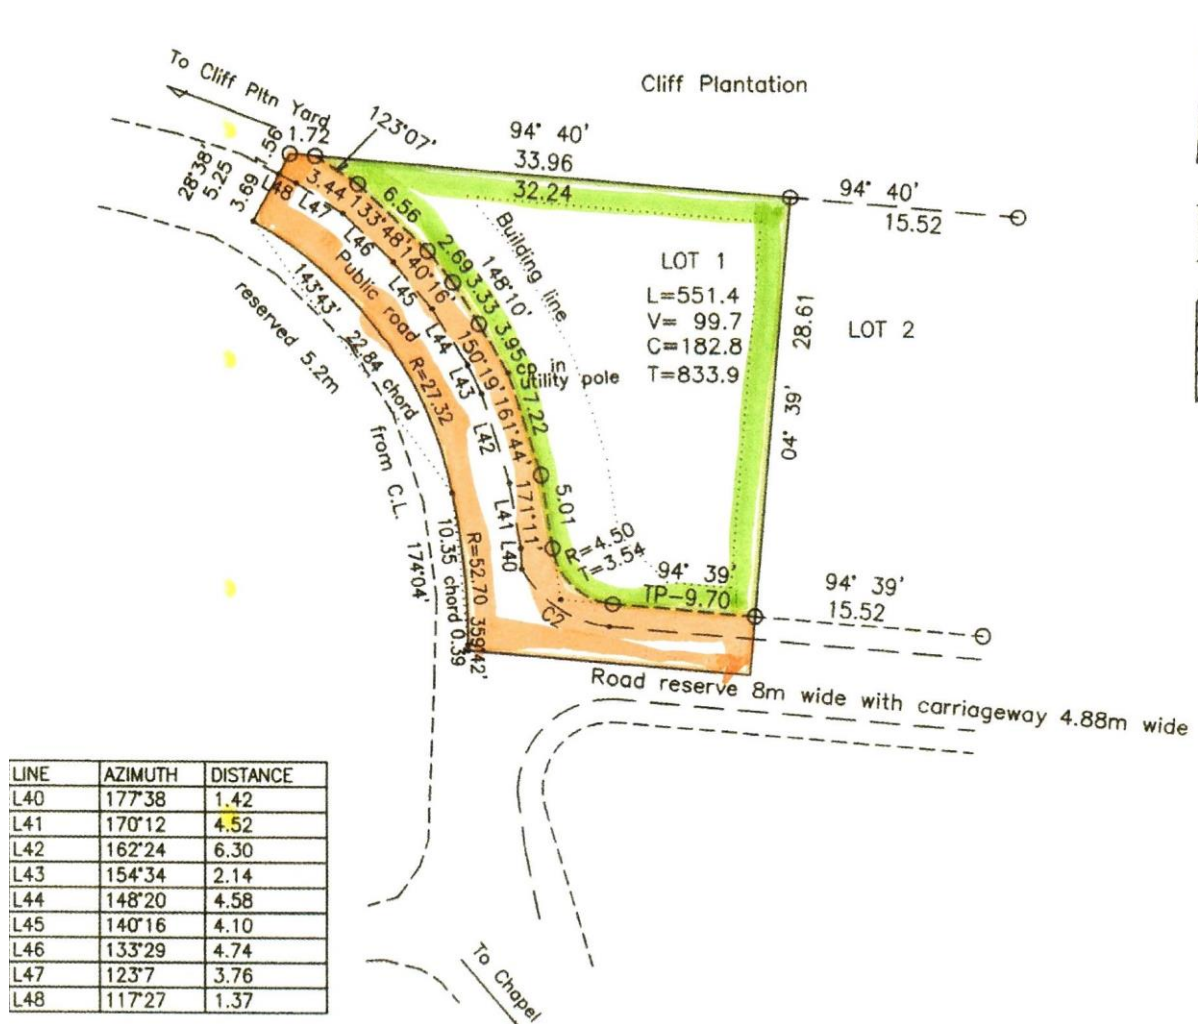 To Cliff Pltn Yard
Cliff Plantation
1.56
1.72
123°07'
94° 40'
33.96
32.24
94° 40'
15.52
28°38'
5.25
3.69
L48
3.44
L47
133°48'
6.56
L46
140°16'
2.69
3.33
148°10'
Building line
LOT 1
L=551.4
V= 99.7
C=182.8
T=833.9
28.61
04° 39'
LOT 2
Public road
L45
L44
150°19'
3.95
in
utility pole
L43
161°44'
7.22
L42
143°43'
22.84 chord
R=27.32
reserved 5.2m
from C.L.
174°04'
171°11'
5.01
L41
L40
R=4.50
T=3.54
94° 39'
TP-9.70
94° 39'
15.52
C2
10.35 chord 0.39
R=52.70
359°42'
Road reserve 8m wide with carriageway 4.88m wide
LINE AZIMUTH DISTANCE
L40 177°38 1.42
L41 170°12 4.52
L42 162°24 6.30
L43 154°34 2.14
L44 148°20 4.58
L45 140°16 4.10
L46 133°29 4.74
L47 123°7 3.76
L48 117°27 1.37
To Chapel